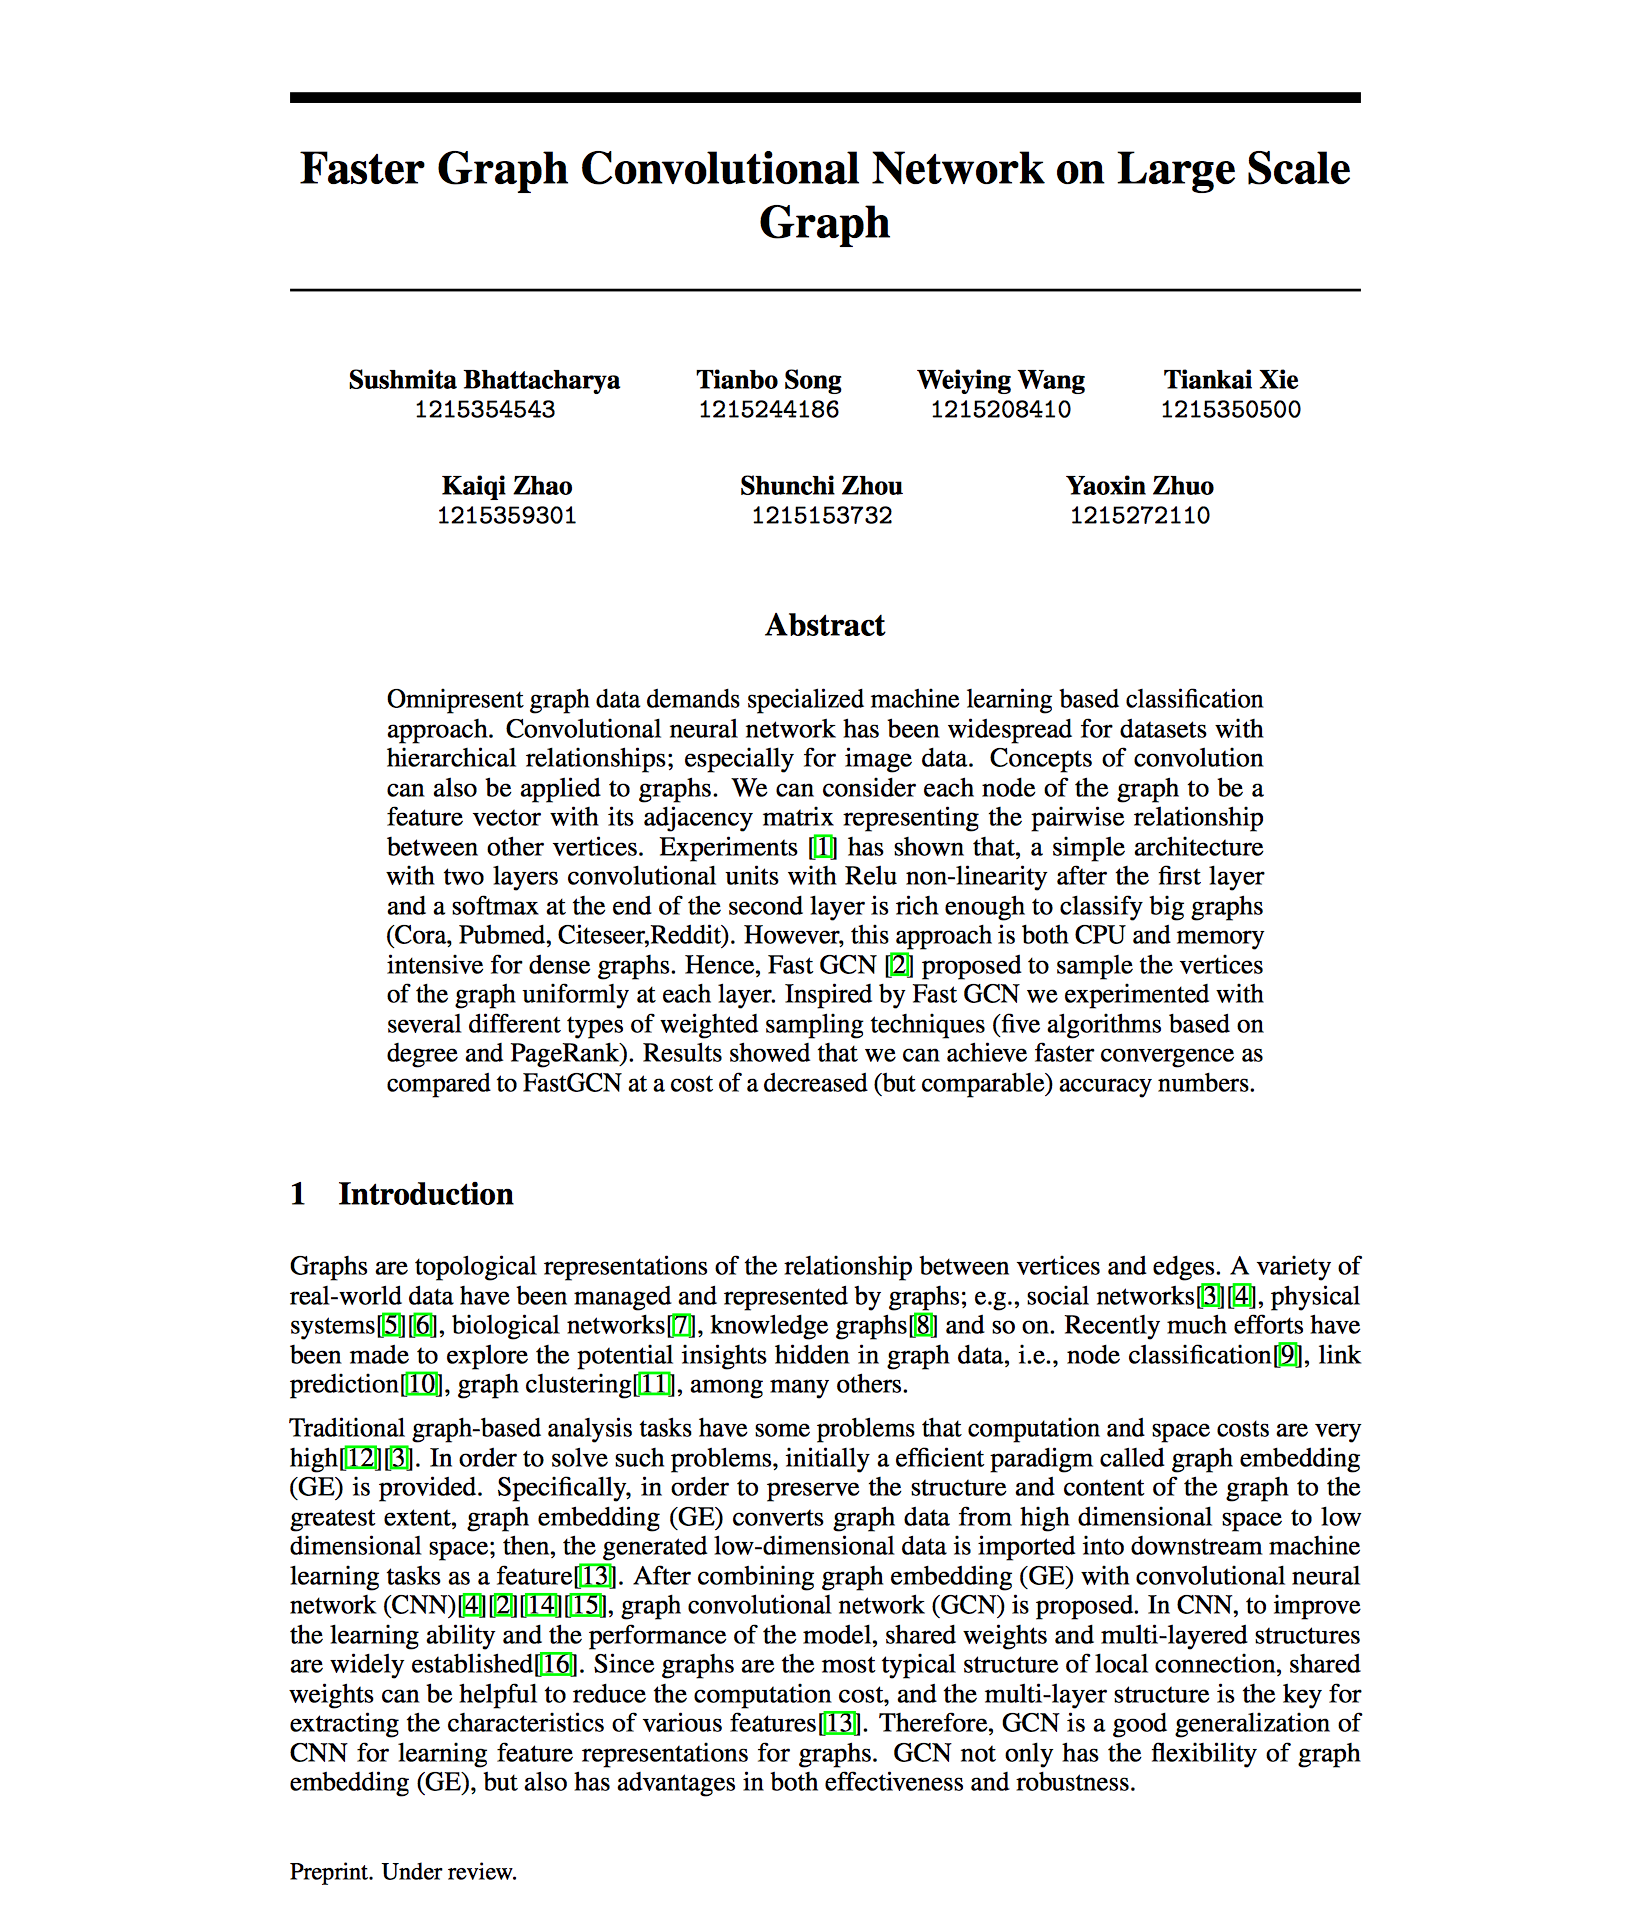 Faster Graph Convolutional Network on Large Scale
Graph
Sushmita Bhattacharya Tianbo Song Weiying Wang Tiankai Xie
1215354543 1215244186 1215208410 1215350500
Kaiqi Zhao Shunchi Zhou Yaoxin Zhuo
1215359301 1215153732 1215272110
Abstract
Omnipresent graph data demands specialized machine learning based classification
approach. Convolutional neural network has been widespread for datasets with
hierarchical relationships; especially for image data. Concepts of convolution
can also be applied to graphs. We can consider each node of the graph to be a
feature vector with its adjacency matrix representing the pairwise relationship
between other vertices. Experiments [1] has shown that, a simple architecture
with two layers convolutional units with Relu non-linearity after the first layer
and a softmax at the end of the second layer is rich enough to classify big graphs
(Cora, Pubmed, Citeseer,Reddit). However, this approach is both CPU and memory
intensive for dense graphs. Hence, Fast GCN [2] proposed to sample the vertices
of the graph uniformly at each layer. Inspired by Fast GCN we experimented with
several different types of weighted sampling techniques (five algorithms based on
degree and PageRank). Results showed that we can achieve faster convergence as
compared to FastGCN at a cost of a decreased (but comparable) accuracy numbers.
1 Introduction
Graphs are topological representations of the relationship between vertices and edges. A variety of
real-world data have been managed and represented by graphs; e.g., social networks[3][4], physical
systems[5][6], biological networks[7], knowledge graphs[8] and so on. Recently much efforts have
been made to explore the potential insights hidden in graph data, i.e., node classification[9], link
prediction[10], graph clustering[11], among many others.
Traditional graph-based analysis tasks have some problems that computation and space costs are very
high[12][3]. In order to solve such problems, initially a efficient paradigm called graph embedding
(GE) is provided. Specifically, in order to preserve the structure and content of the graph to the
greatest extent, graph embedding (GE) converts graph data from high dimensional space to low
dimensional space; then, the generated low-dimensional data is imported into downstream machine
learning tasks as a feature[13]. After combining graph embedding (GE) with convolutional neural
network (CNN)[4][2][14][15], graph convolutional network (GCN) is proposed. In CNN, to improve
the learning ability and the performance of the model, shared weights and multi-layered structures
are widely established[16]. Since graphs are the most typical structure of local connection, shared
weights can be helpful to reduce the computation cost, and the multi-layer structure is the key for
extracting the characteristics of various features[13]. Therefore, GCN is a good generalization of
CNN for learning feature representations for graphs. GCN not only has the flexibility of graph
embedding (GE), but also has advantages in both effectiveness and robustness.
Preprint. Under review.